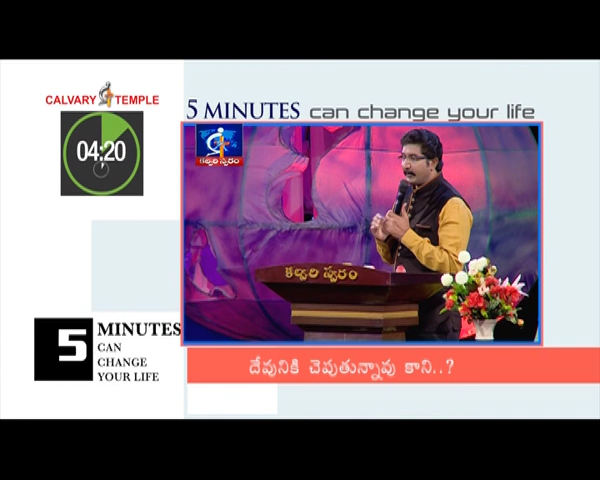 CALVARY TEMPLE
5 MINUTES can change your life
04:20
కల్వరి స్వరం
కల్వరి స్వరం
5 MINUTES
CAN
CHANGE
YOUR LIFE
దేవునికి చెపుతున్నావు కాని..?